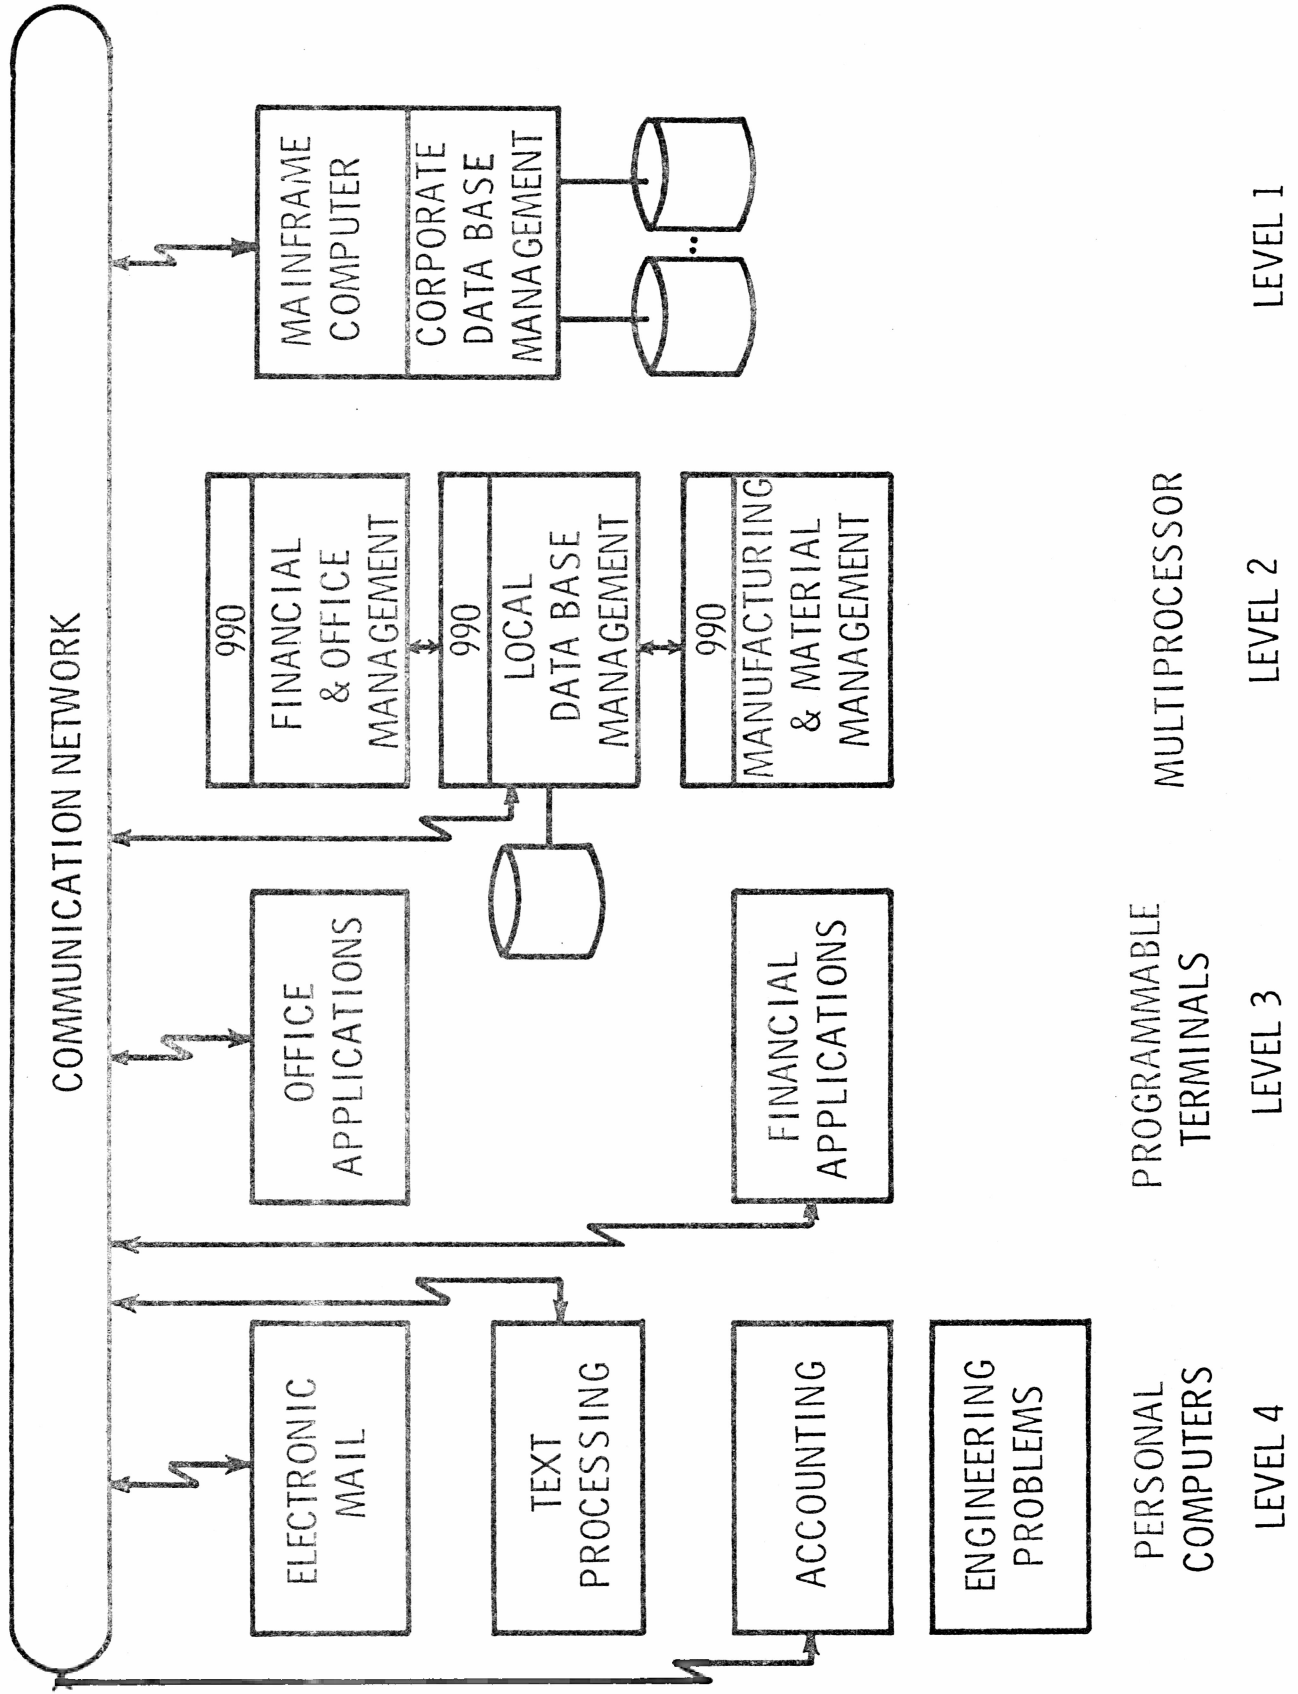 COMMUNICATION NETWORK
ELECTRONIC
MAIL
TEXT
PROCESSING
ACCOUNTING
ENGINEERING
PROBLEMS
PERSONAL
COMPUTERS
LEVEL 4
OFFICE
APPLICATIONS
FINANCIAL
APPLICATIONS
PROGRAMMABLE
TERMINALS
LEVEL 3
990
FINANCIAL
& OFFICE
MANAGEMENT
990
LOCAL
DATA BASE
MANAGEMENT
990
MANUFACTURING
& MATERIAL
MANAGEMENT
MULTIPROCESSOR
LEVEL 2
MAINFRAME
COMPUTER
CORPORATE
DATA BASE
MANAGEMENT
LEVEL 1